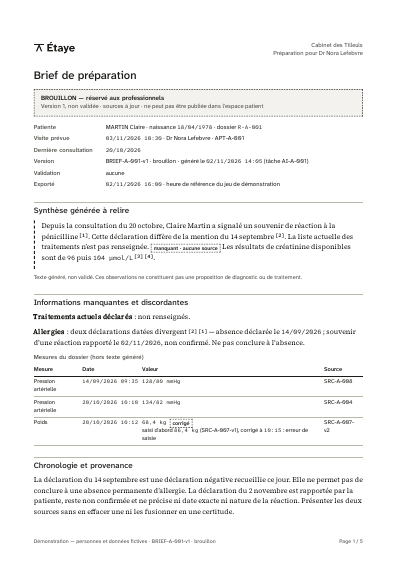 Étaye
Cabinet des Tilleuls
Préparation pour Dr Nora Lefebvre
Brief de préparation
BROUILLON — réservé aux professionnels
Version 1, non validée · sources à jour · ne peut pas être publiée dans l'espace patient
Patiente MARTIN Claire · naissance 18/04/1978 · dossier R-A-001
Visite prévue 03/11/2026 10:30 · Dr Nora Lefebvre · APT-A-001
Dernière consultation 20/10/2026
Version BRIEF-A-001-v1 · brouillon · généré le 02/11/2026 14:05 (tâche AI-A-001)
Validation aucune
Exporté 02/11/2026 16:00 · heure de référence du jeu de démonstration
Synthèse générée à relire
Depuis la consultation du 20 octobre, Claire Martin a signalé un souvenir de réaction à la
pénicilline [1]. Cette déclaration diffère de la mention du 14 septembre [2]. La liste actuelle des
traitements n'est pas renseignée. manquant · aucune source Les résultats de créatinine disponibles
sont de 96 puis 104 µmol/L [3] [4].
Texte généré, non validé. Ces observations ne constituent pas une proposition de diagnostic ou de traitement.
Informations manquantes et discordantes
Traitements actuels déclarés : non renseignés.
Allergies : deux déclarations datées divergent [2] [1] — absence déclarée le 14/09/2026 ; souvenir
d'une réaction rapporté le 02/11/2026, non confirmé. Ne pas conclure à l'absence.
Mesures du dossier (hors texte généré)
Mesure Date Valeur Source
Pression 14/09/2026 09:35 128/80 mmHg SRC-A-008
artérielle
Pression 20/10/2026 10:10 134/82 mmHg SRC-A-004
artérielle
Poids 20/10/2026 10:12 68,4 kg corrigé SRC-A-007-
saisi d'abord 86,4 kg (SRC-A-007-v1), corrigé à 10:15 : erreur de v2
saisie
Chronologie et provenance
La déclaration du 14 septembre est une déclaration négative recueillie ce jour. Elle ne permet pas de
conclure à une absence permanente d'allergie. La déclaration du 2 novembre est rapportée par la
patiente, reste non confirmée et ne précise ni date exacte ni nature de la réaction. Présenter les deux
sources sans en effacer une ni les fusionner en une certitude.
Démonstration — personnes et données fictives · BRIEF-A-001-v1 · brouillon
Page 1 / 5